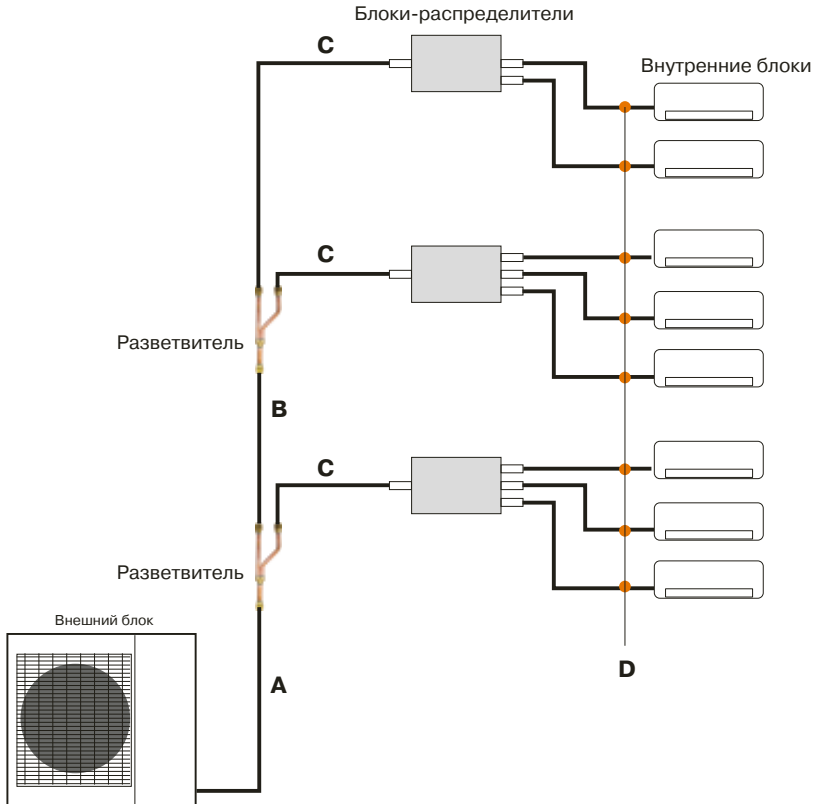 Блоки-распределители
C
Внутренние блоки
C
Разветвитель
B
C
Разветвитель
Внешний блок
A
D